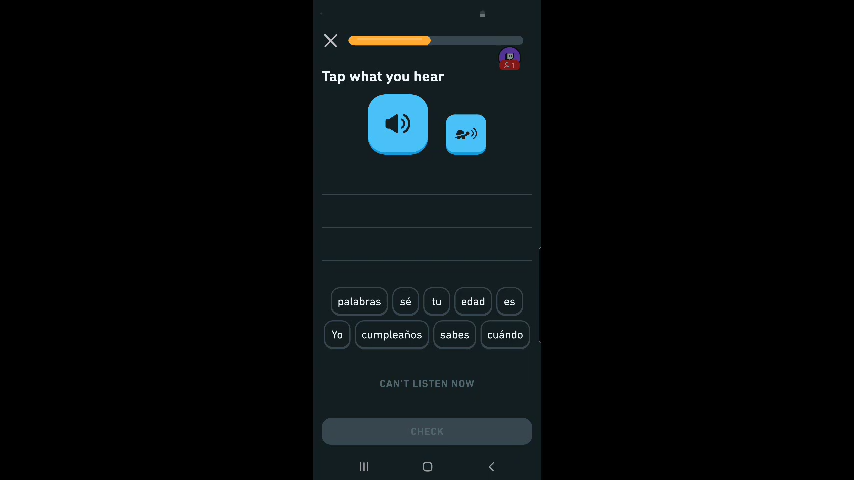 Tap what you hear
palabras sé tu edad es
Yo cumpleaños sabes cuándo
CAN'T LISTEN NOW
CHECK